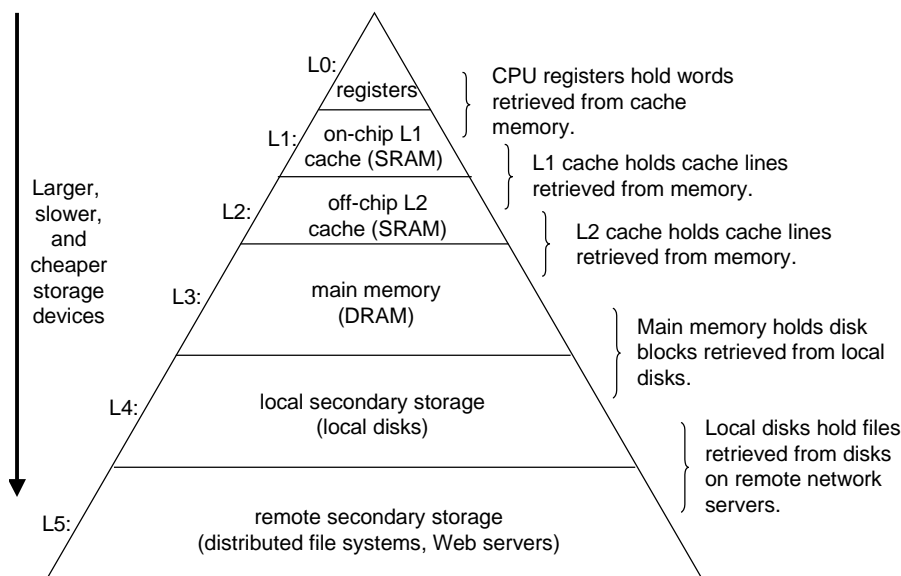 L0:
registers
CPU registers hold words
retrieved from cache
memory.
L1:
on-chip L1
cache (SRAM)
L1 cache holds cache lines
retrieved from memory.
Larger,
slower,
and
cheaper
storage
devices
L2:
off-chip L2
cache (SRAM)
L2 cache holds cache lines
retrieved from memory.
L3:
main memory
(DRAM)
Main memory holds disk
blocks retrieved from local
disks.
L4:
local secondary storage
(local disks)
Local disks hold files
retrieved from disks
on remote network
servers.
L5:
remote secondary storage
(distributed file systems, Web servers)